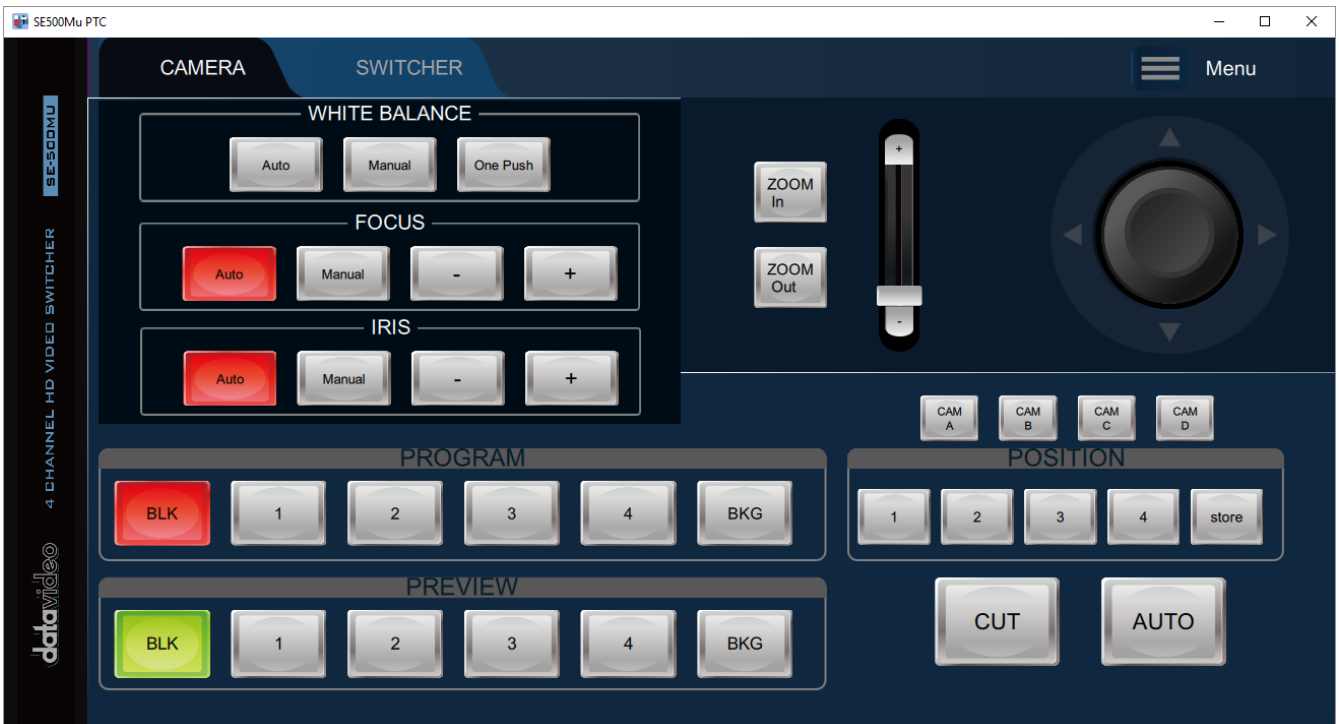 SE500Mu PTC
CAMERA
SWITCHER
Menu
SE-500MU
4 CHANNEL HD VIDEO SWITCHER
datavideo
WHITE BALANCE
Auto
Manual
One Push
FOCUS
Auto
Manual
-
+
IRIS
Auto
Manual
-
+
ZOOM
In
ZOOM
Out
+
-
CAM
A
CAM
B
CAM
C
CAM
D
PROGRAM
BLK
1
2
3
4
BKG
POSITION
1
2
3
4
store
PREVIEW
BLK
1
2
3
4
BKG
CUT
AUTO